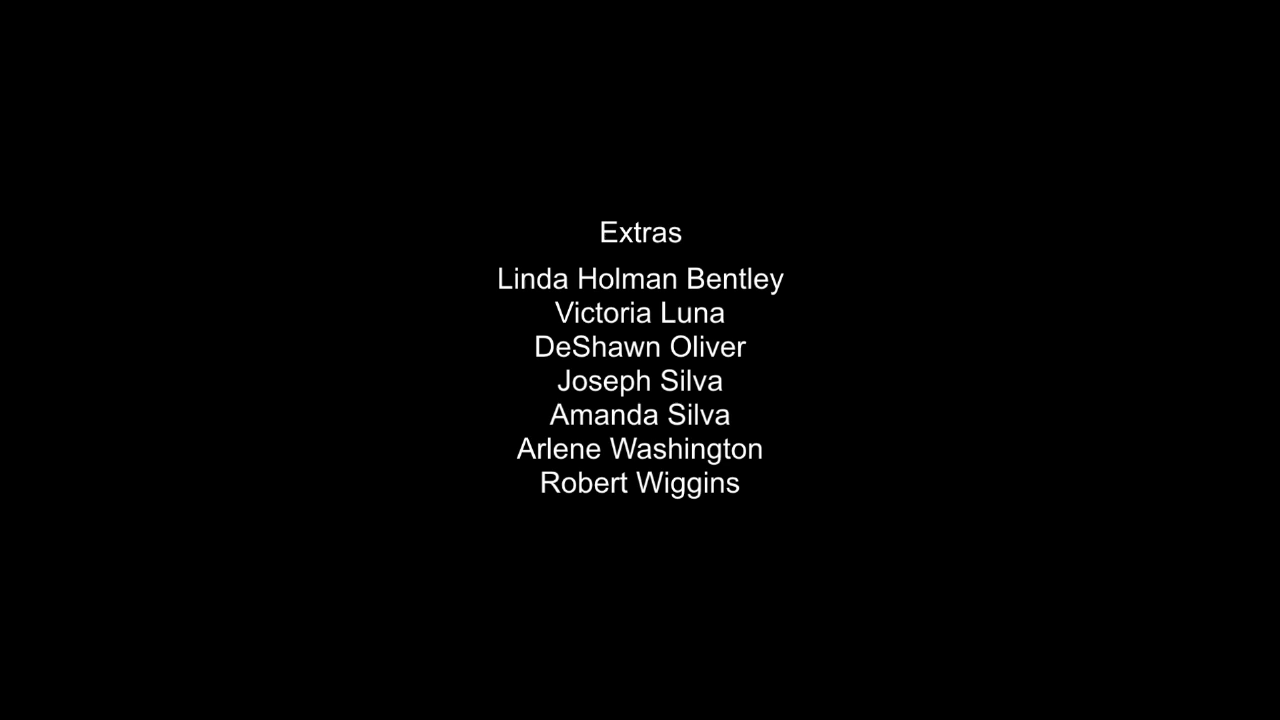 Extras
Linda Holman Bentley
Victoria Luna
DeShawn Oliver
Joseph Silva
Amanda Silva
Arlene Washington
Robert Wiggins